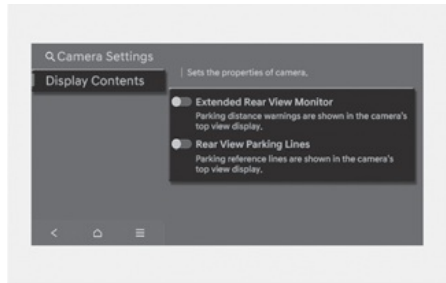 Camera Settings
Display Contents
Sets the properties of camera.
Extended Rear View Monitor
Parking distance warnings are shown in the camera's
top view display.
Rear View Parking Lines
Parking reference lines are shown in the camera's
top view display.